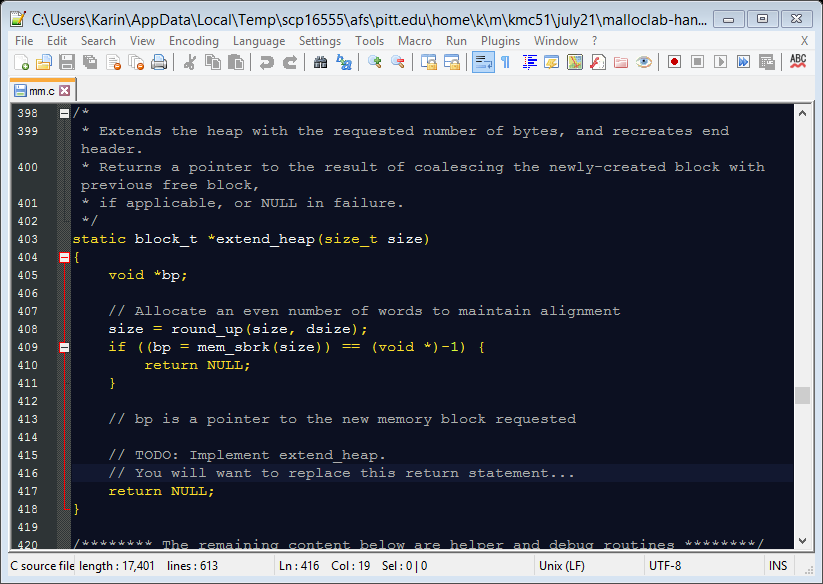 C:\Users\Karin\AppData\Local\Temp\scp16555\afs\pitt.edu\home\k\m\kmc51\july21\malloclab-han...
File Edit Search View Encoding Language Settings Tools Macro Run Plugins Window ? X
ABC
mm.c
398 /*
399 * Extends the heap with the requested number of bytes, and recreates end
header.
400 * Returns a pointer to the result of coalescing the newly-created block with
previous free block,
401 * if applicable, or NULL in failure.
402 */
403 static block_t *extend_heap(size_t size)
404 {
405 void *bp;
406
407 // Allocate an even number of words to maintain alignment
408 size = round_up(size, dsize);
409 if ((bp = mem_sbrk(size)) == (void *)-1) {
410 return NULL;
411 }
412
413 // bp is a pointer to the new memory block requested
414
415 // TODO: Implement extend_heap.
416 // You will want to replace this return statement...
417 return NULL;
418 }
419
420 /******** The remaining content below are helper and debug routines ********/
C source file length : 17,401 lines : 613 Ln : 416 Col : 19 Sel : 0 | 0 Unix (LF) UTF-8 INS